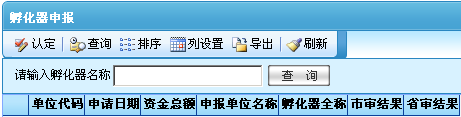 孵化器申报
认定 查询 排序 列设置 导出 刷新
请输入孵化器名称 查 询
单位代码 申请日期 资金总额 申报单位名称 孵化器全称 市审结果 省审结果